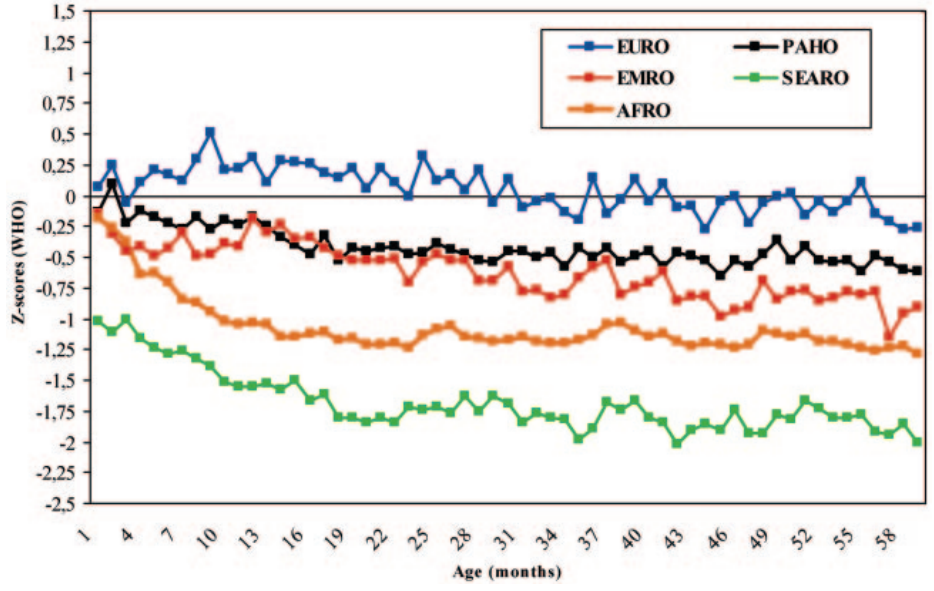 1,5
1,25
1
0,75
0,5
0,25
0
-0,25
-0,5
-0,75
-1
-1,25
-1,5
-1,75
-2
-2,25
-2,5
Z-scores (WHO)
EURO PAHO
EMRO SEARO
AFRO
1 4 7 10 13 16 19 22 25 28 31 34 37 40 43 46 49 52 55 58
Age (months)